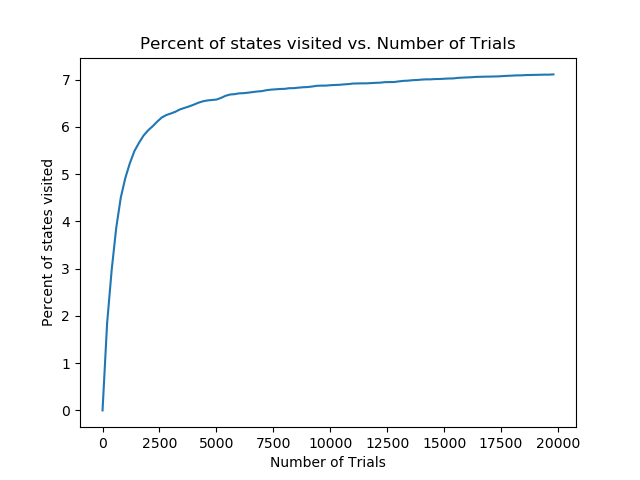 Percent of states visited vs. Number of Trials
7
6
5
4
3
2
1
0
Percent of states visited
0 2500 5000 7500 10000 12500 15000 17500 20000
Number of Trials